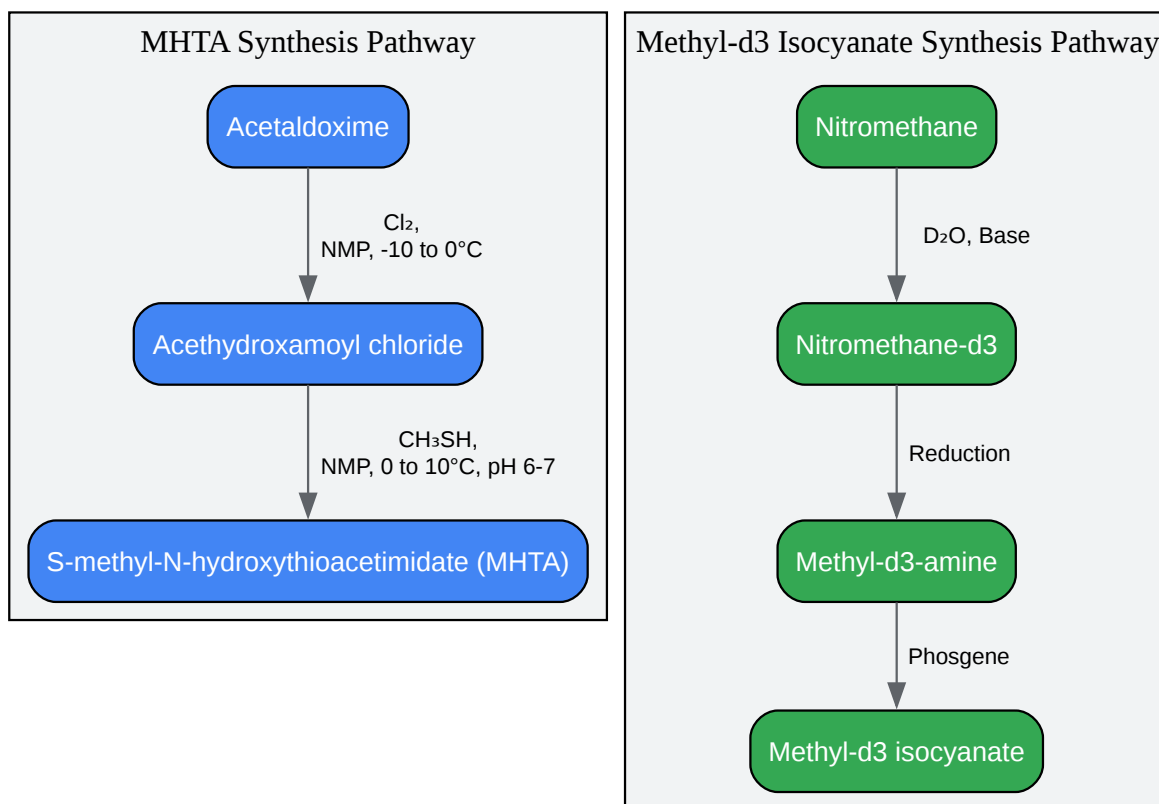 MHTA Synthesis Pathway
Acetaldoxime
Cl₂,
NMP, -10 to 0°C
Acethydroxamoyl chloride
CH₃SH,
NMP, 0 to 10°C, pH 6-7
S-methyl-N-hydroxythioacetimidate (MHTA)
Methyl-d3 Isocyanate Synthesis Pathway
Nitromethane
D₂O, Base
Nitromethane-d3
Reduction
Methyl-d3-amine
Phosgene
Methyl-d3 isocyanate